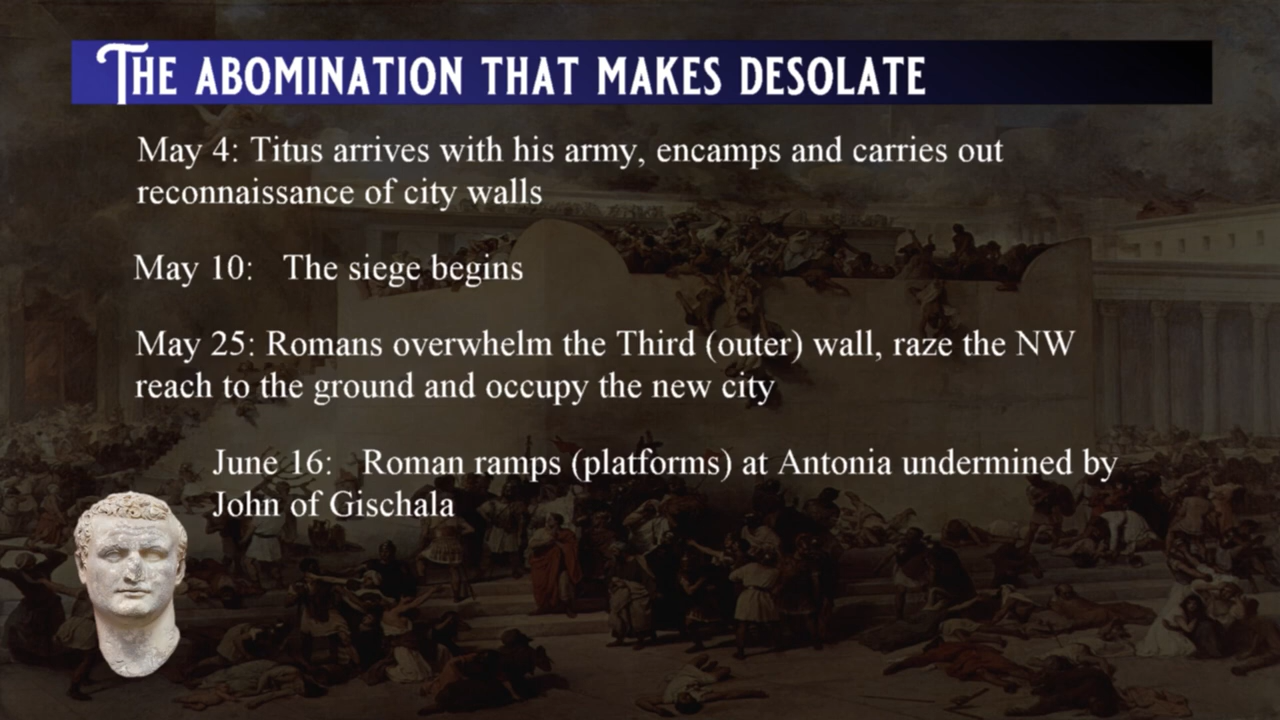 The abomination that makes desolate
May 4: Titus arrives with his army, encamps and carries out
reconnaissance of city walls
May 10: The siege begins
May 25: Romans overwhelm the Third (outer) wall, raze the NW
reach to the ground and occupy the new city
June 16: Roman ramps (platforms) at Antonia undermined by
John of Gischala